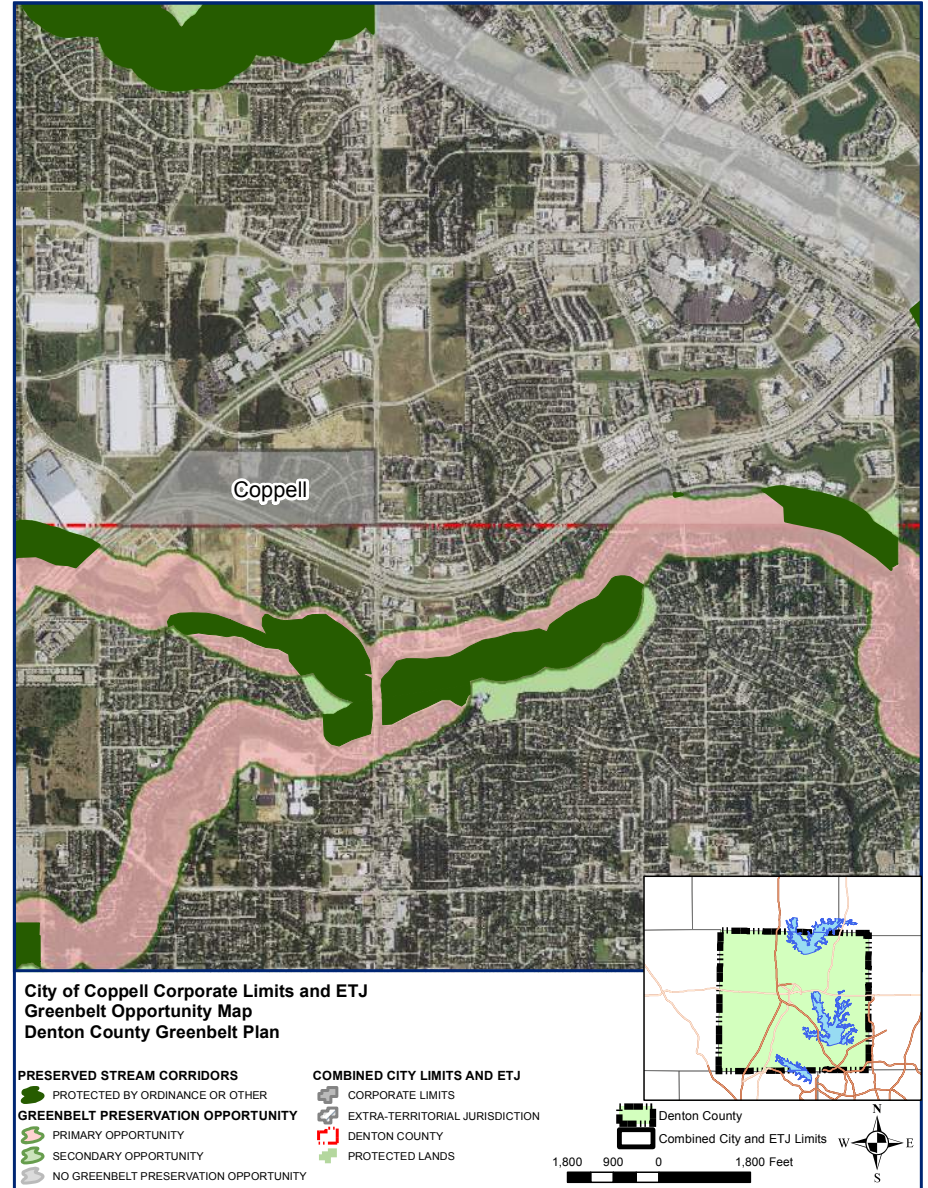 Coppell
City of Coppell Corporate Limits and ETJ
Greenbelt Opportunity Map
Denton County Greenbelt Plan
PRESERVED STREAM CORRIDORS
PROTECTED BY ORDINANCE OR OTHER
GREENBELT PRESERVATION OPPORTUNITY
PRIMARY OPPORTUNITY
SECONDARY OPPORTUNITY
NO GREENBELT PRESERVATION OPPORTUNITY
COMBINED CITY LIMITS AND ETJ
CORPORATE LIMITS
EXTRA-TERRITORIAL JURISDICTION
DENTON COUNTY
PROTECTED LANDS
Denton County
Combined City and ETJ Limits
N
W E
S
1,800 900 0 1,800 Feet